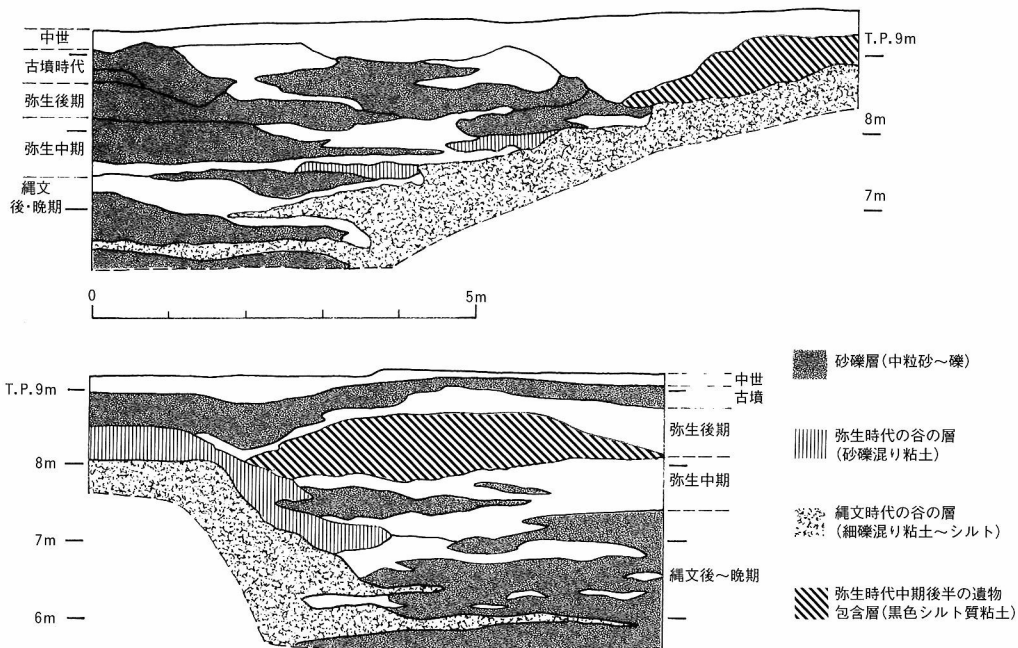 中世
古墳時代
弥生後期
弥生中期
縄文
後・晩期
T.P.9m
8m
7m
0
5m
T.P.9m
8m
7m
6m
中世
古墳
弥生後期
弥生中期
縄文後～晩期
砂礫層(中粒砂～礫)
弥生時代の谷の層
(砂礫混り粘土)
縄文時代の谷の層
(細礫混り粘土～シルト)
弥生時代中期後半の遺物
包含層(黒色シルト質粘土)